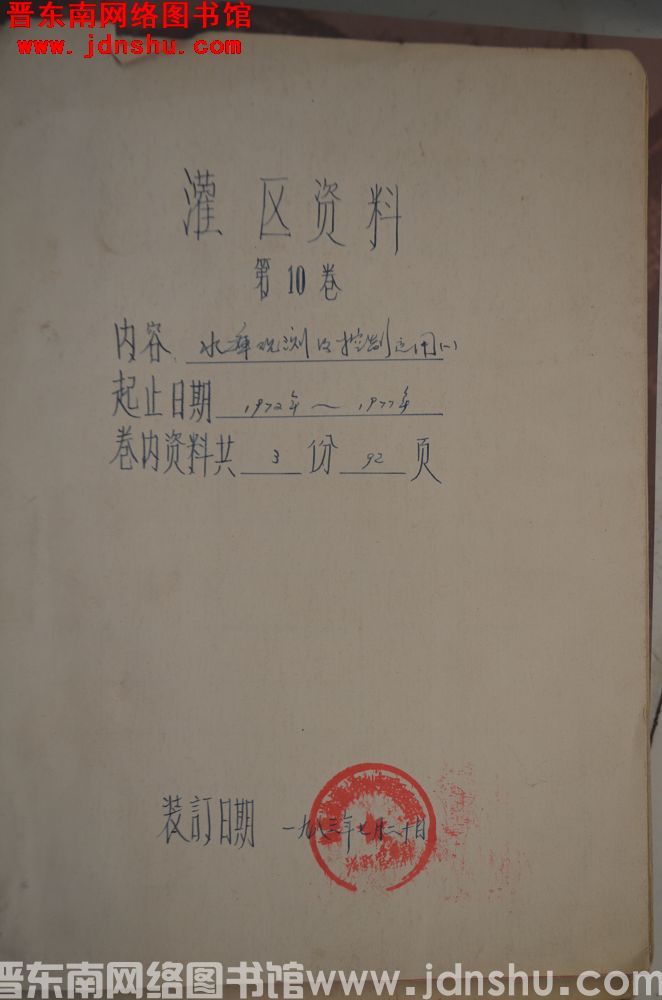 晋东南网络图书馆
www.jdnshu.com
灌区资料
第10卷
内容 水库观测及控制运用(一)
起止日期 1972年～1977年
卷内资料共 3 份 92 页
装訂日期 一九八三年七月二十日
晋东南网络图书馆www.jdnshu.com